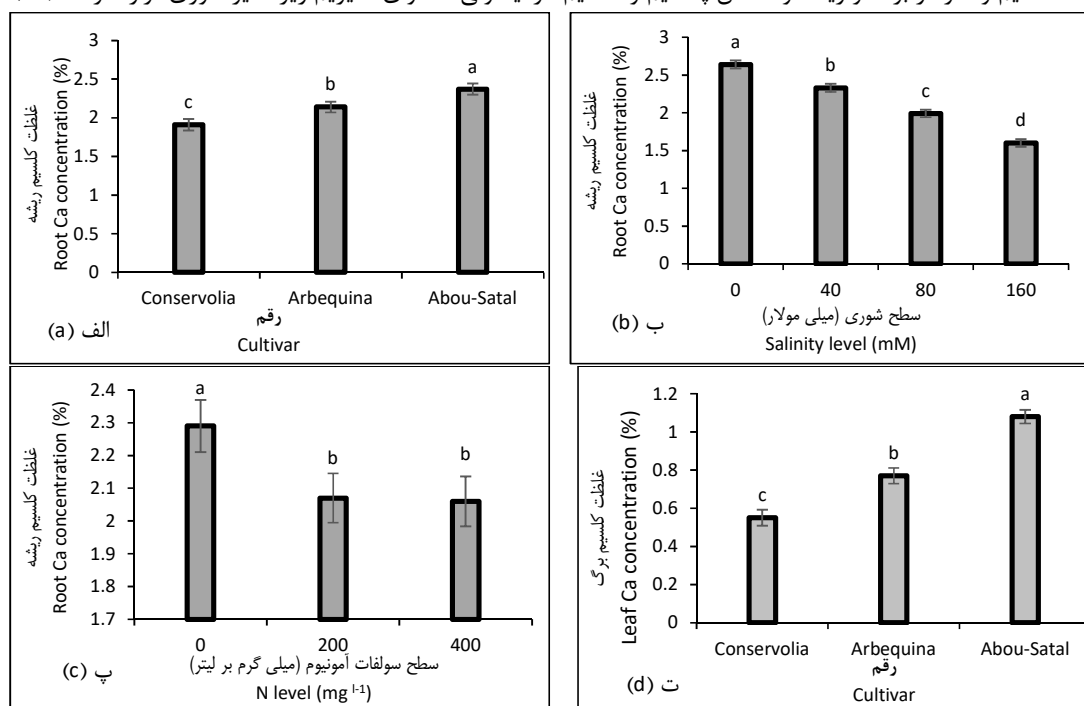 3
2.5
2
1.5
1
0.5
0
غلظت کلسیم ریشه
Root Ca concentration (%)
c
b
a
Conservolia Arbequina Abou-Satal
رقم
Cultivar
الف (a)
3
2.5
2
1.5
1
0.5
0
غلظت کلسیم ریشه
Root Ca concentration (%)
a
b
c
d
0 40 80 160
سطح شوری (میلی مولار)
Salinity level (mM)
ب (b)
2.4
2.3
2.2
2.1
2
1.9
1.8
1.7
غلظت کلسیم ریشه
Root Ca concentration (%)
a
b
b
0 200 400
سطح سولفات آمونیوم (میلی گرم بر لیتر)
N level (mg l-1)
پ (c)
1.2
1
0.8
0.6
0.4
0.2
0
غلظت کلسیم برگ
Leaf Ca concentration (%)
c
b
a
Conservolia Arbequina Abou-Satal
رقم
Cultivar
ت (d)